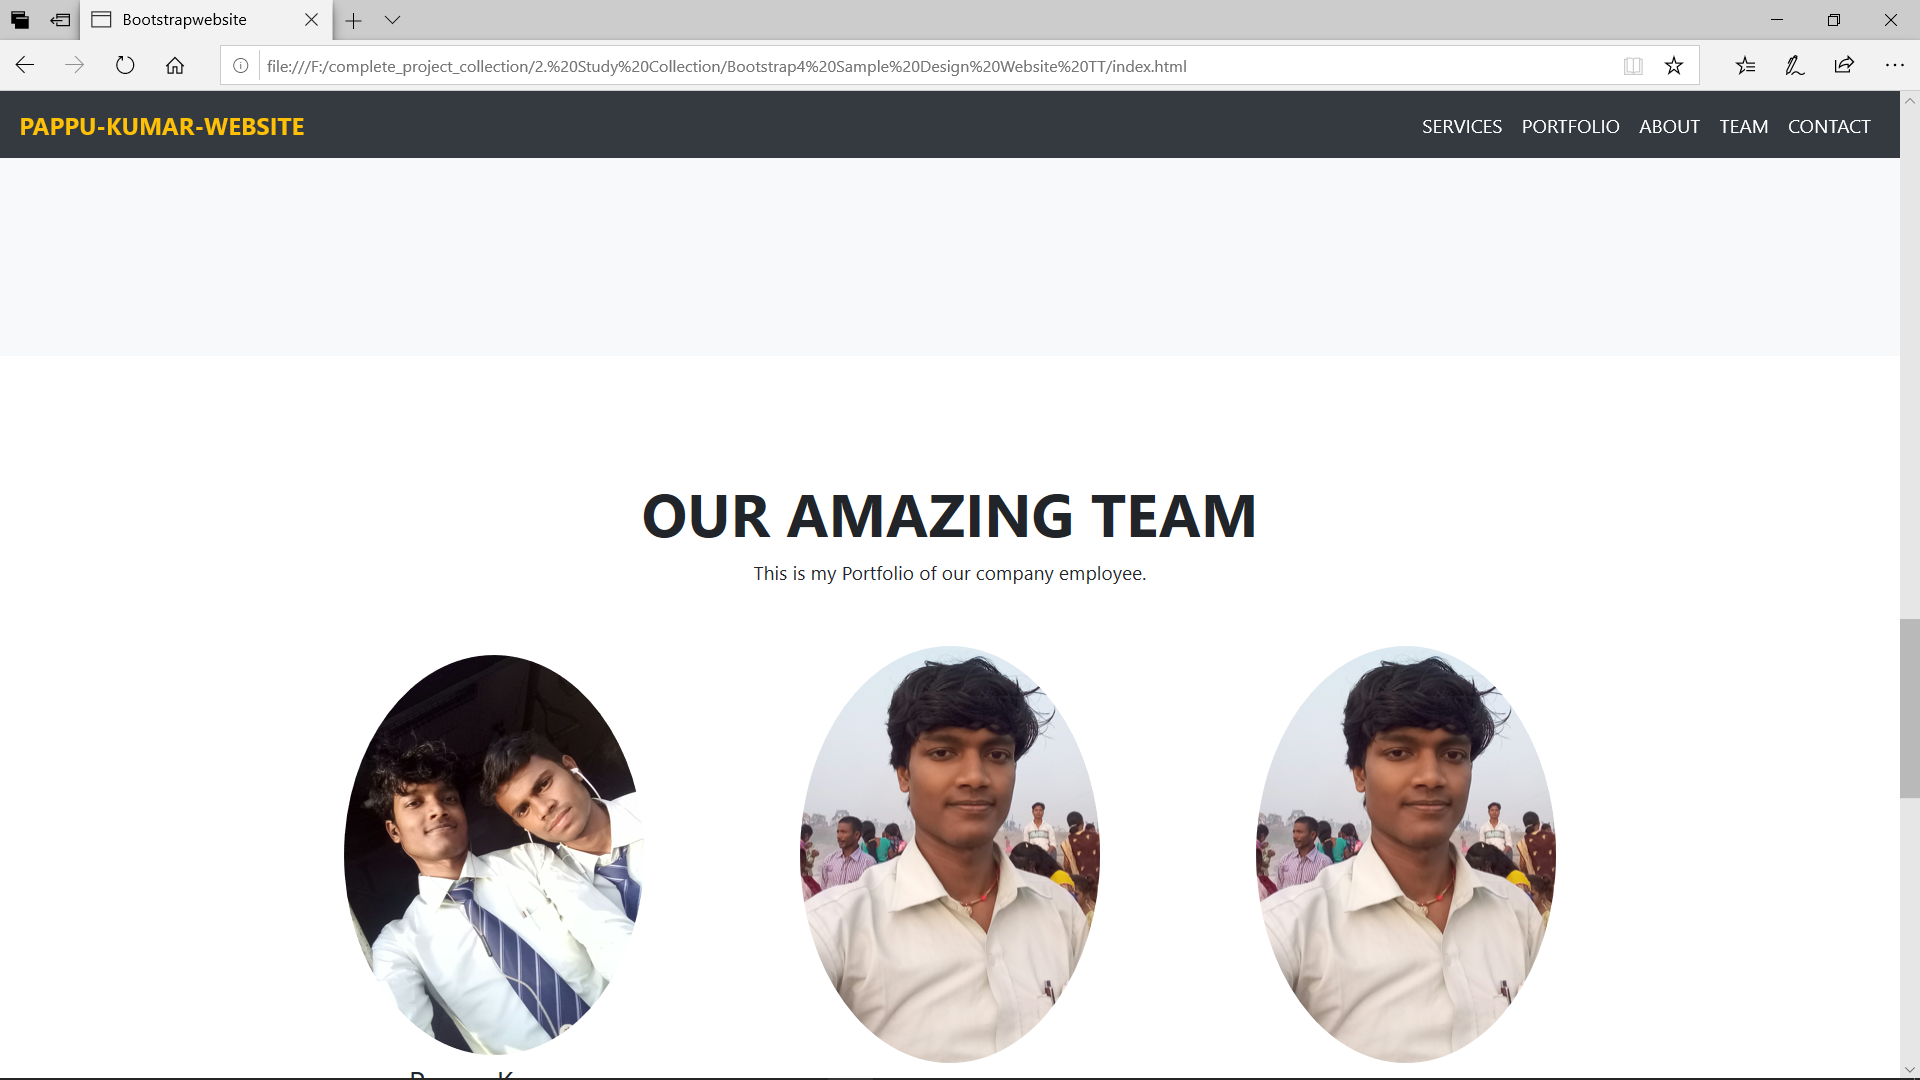 Bootstrapwebsite
file:///F:/complete_project_collection/2.%20Study%20Collection/Bootstrap4%20Sample%20Design%20Website%20TT/index.html
PAPPU-KUMAR-WEBSITE
SERVICES PORTFOLIO ABOUT TEAM CONTACT
OUR AMAZING TEAM
This is my Portfolio of our company employee.